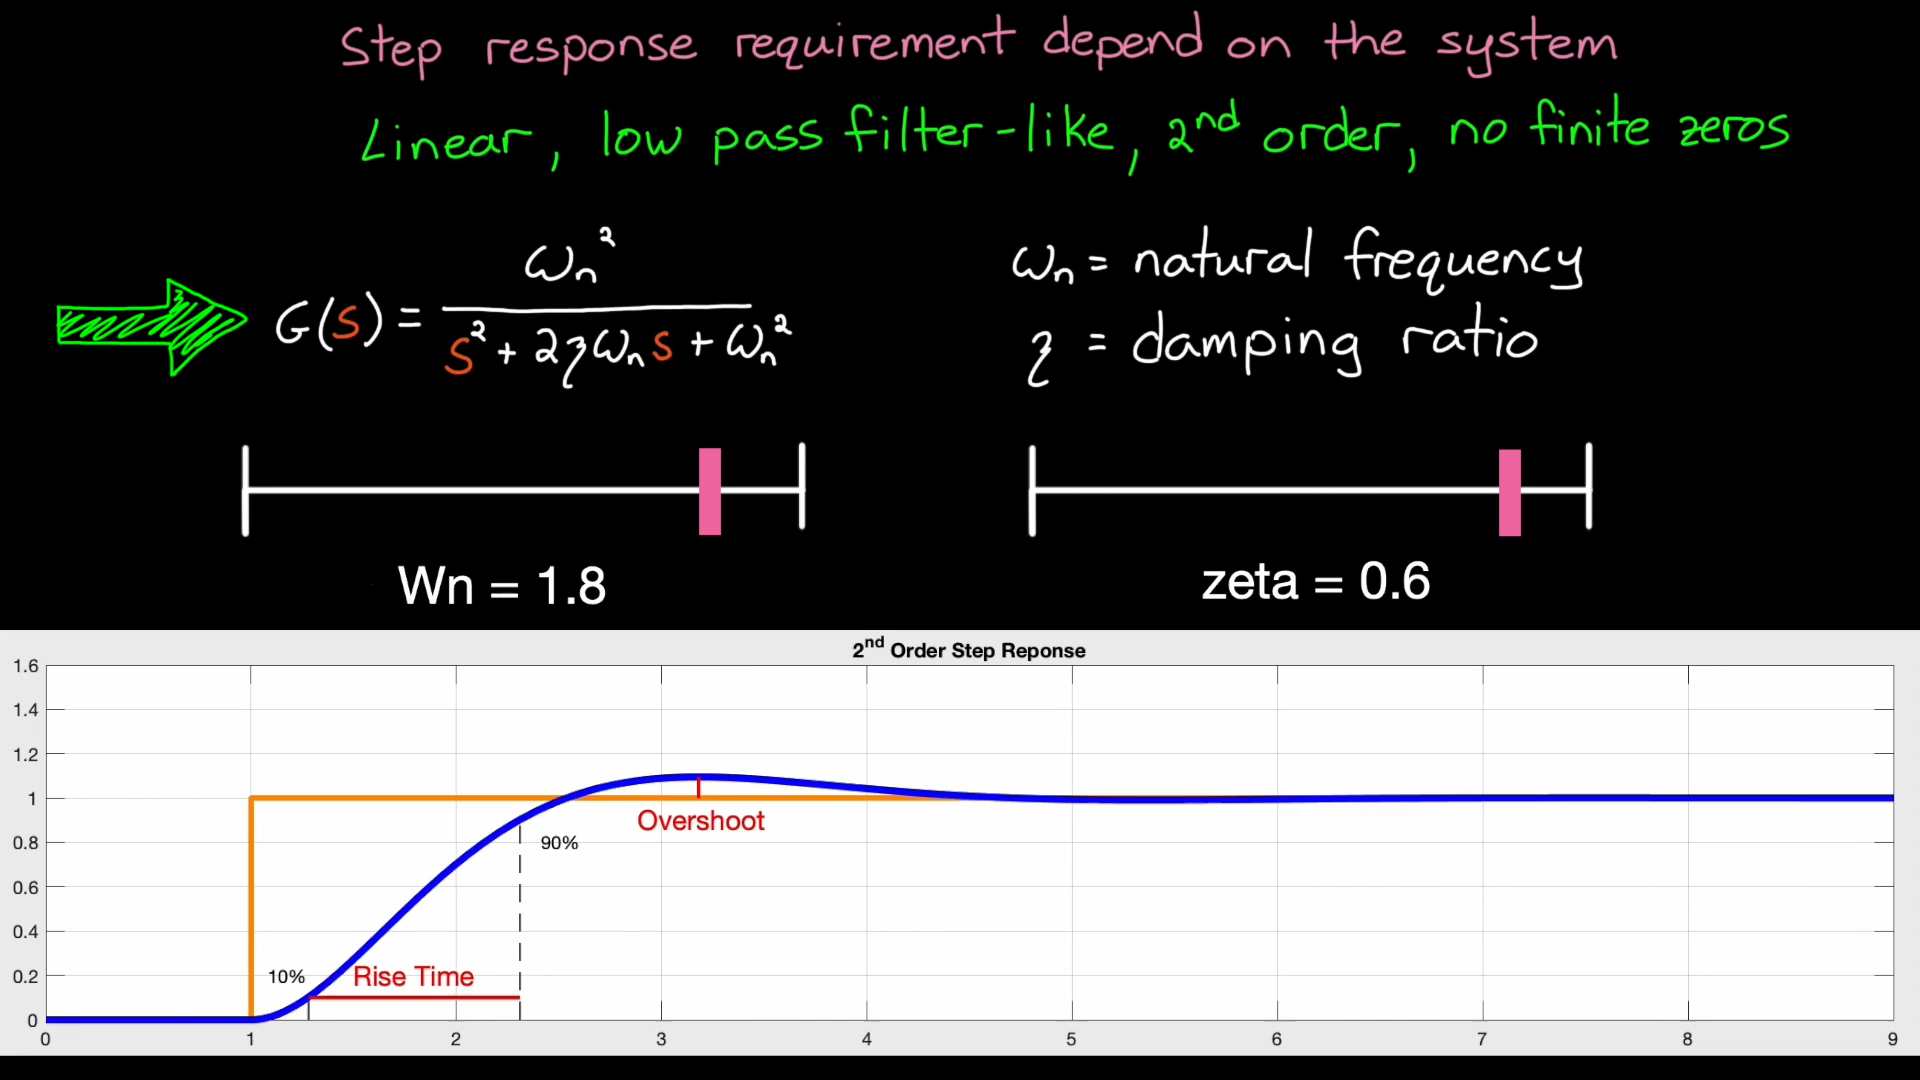 Step response requirement depend on the system
Linear, low pass filter-like, 2nd order, no finite zeros
G(s) = ωn² / s² + 2ζωns + ωn²
ωn = natural frequency
ζ = damping ratio
Wn = 1.8
zeta = 0.6
2nd Order Step Reponse
1.6
1.4
1.2
1
0.8
0.6
0.4
0.2
0
Overshoot
90%
10%
Rise Time
0 1 2 3 4 5 6 7 8 9